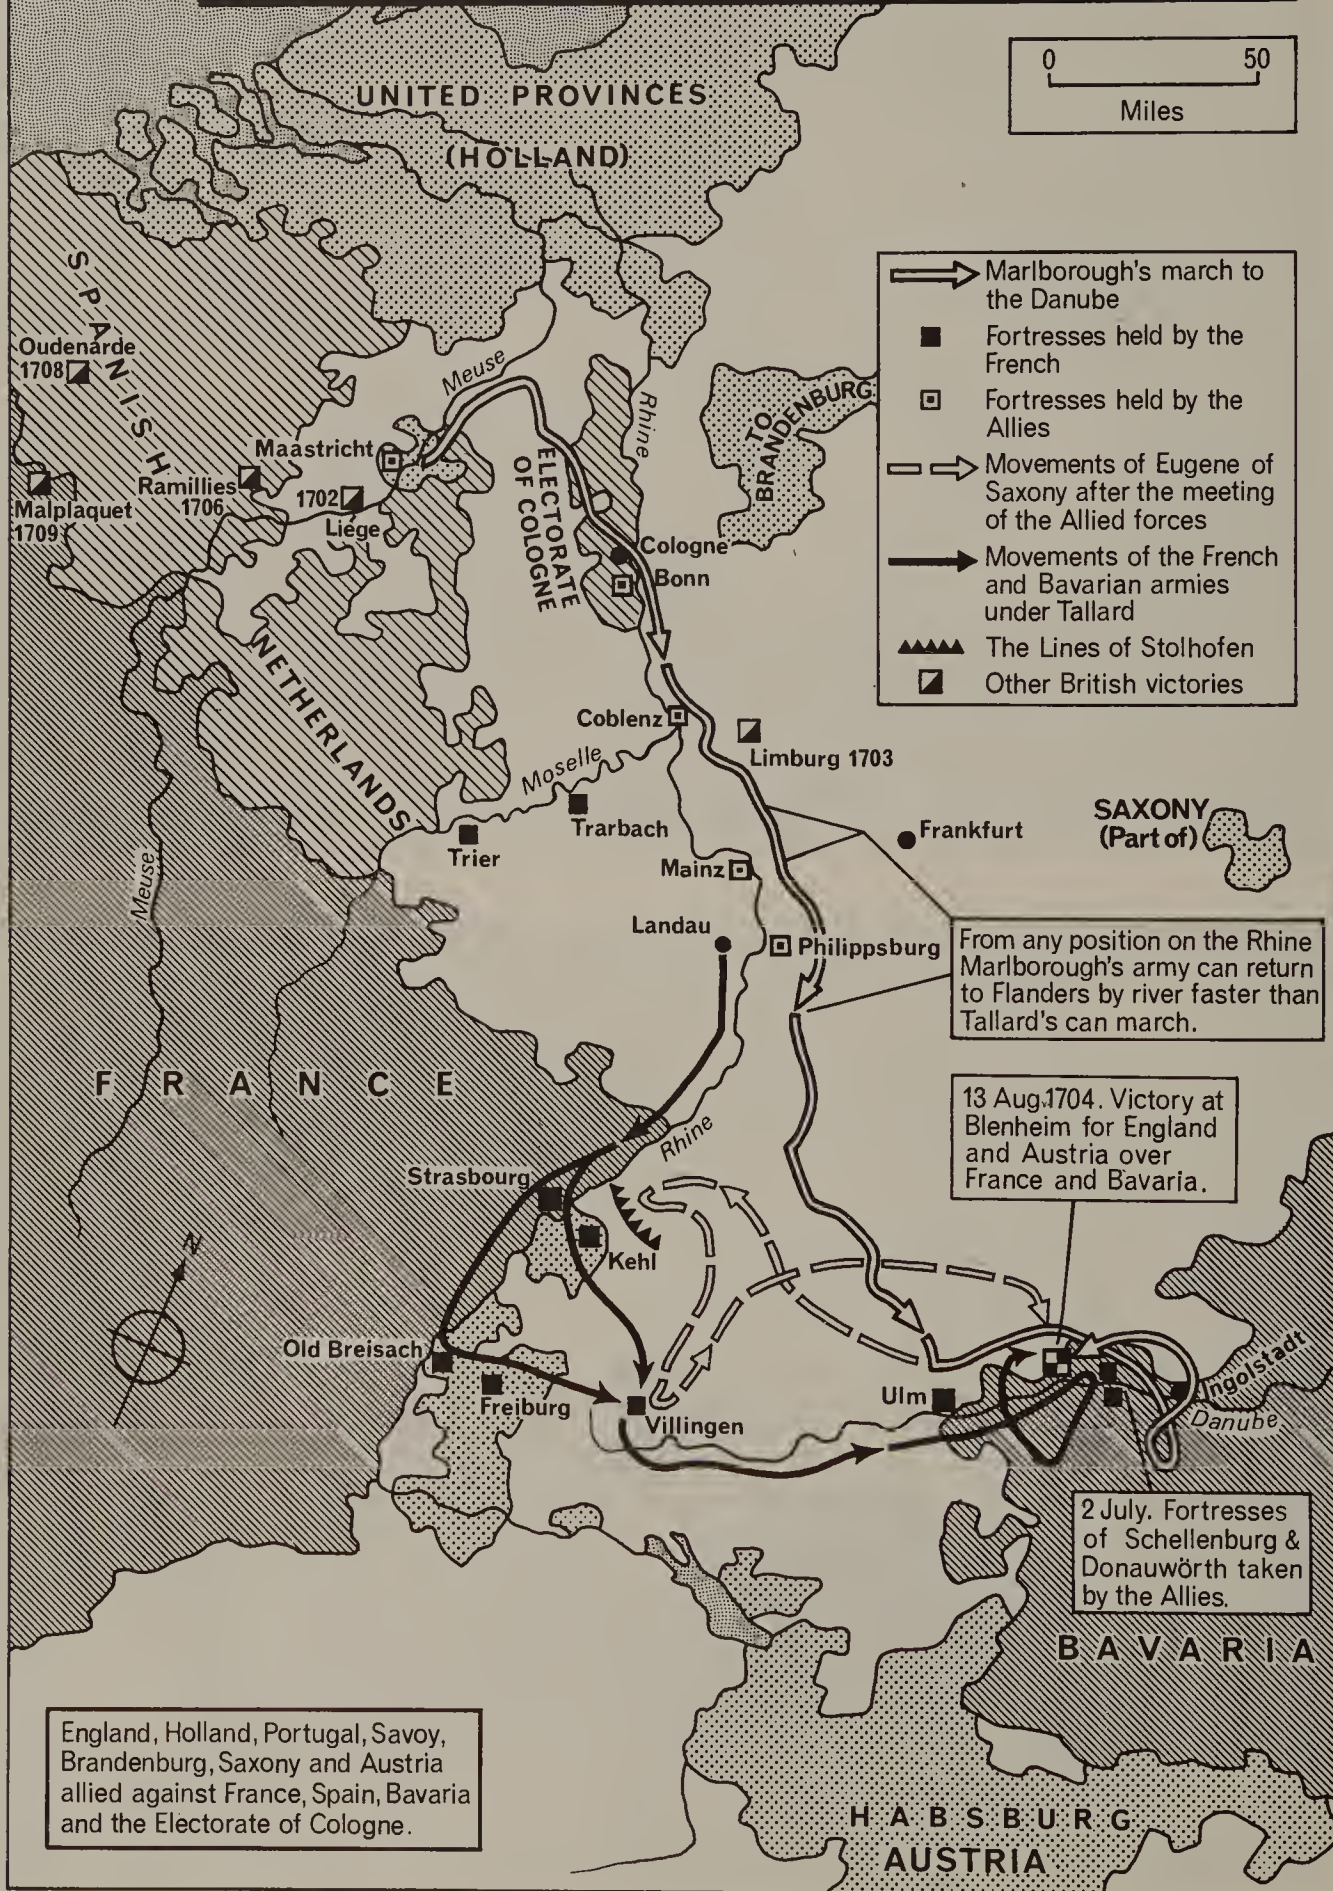 0 50
Miles
UNITED PROVINCES
(HOLLAND)
Marlborough's march to
the Danube
Fortresses held by the
French
Fortresses held by the
Allies
Movements of Eugene of
Saxony after the meeting
of the Allied forces
Movements of the French
and Bavarian armies
under Tallard
The Lines of Stolhofen
Other British victories
SPANISH
Oudenarde
1708
Meuse
Rhine
TO
BRANDENBURG
Maastricht
Ramillies
1706
1702
Liége
Malplaquet
1709
ELECTORATE
OF COLOGNE
Cologne
Bonn
NETHERLANDS
Coblenz
Limburg 1703
Moselle
Trarbach
Trier
Frankfurt
SAXONY
(Part of)
Mainz
Meuse
Landau
Philippsburg
From any position on the Rhine
Marlborough's army can return
to Flanders by river faster than
Tallard's can march.
FRANCE
13 Aug.1704. Victory at
Blenheim for England
and Austria over
France and Bavaria.
Rhine
Strasbourg
Kehl
N
Old Breisach
Freiburg
Villingen
Ulm
Ingolstadt
Danube
2 July. Fortresses
of Schellenburg &
Donauwörth taken
by the Allies.
BAVARIA
England, Holland, Portugal, Savoy,
Brandenburg, Saxony and Austria
allied against France, Spain, Bavaria
and the Electorate of Cologne.
HABSBURG
AUSTRIA